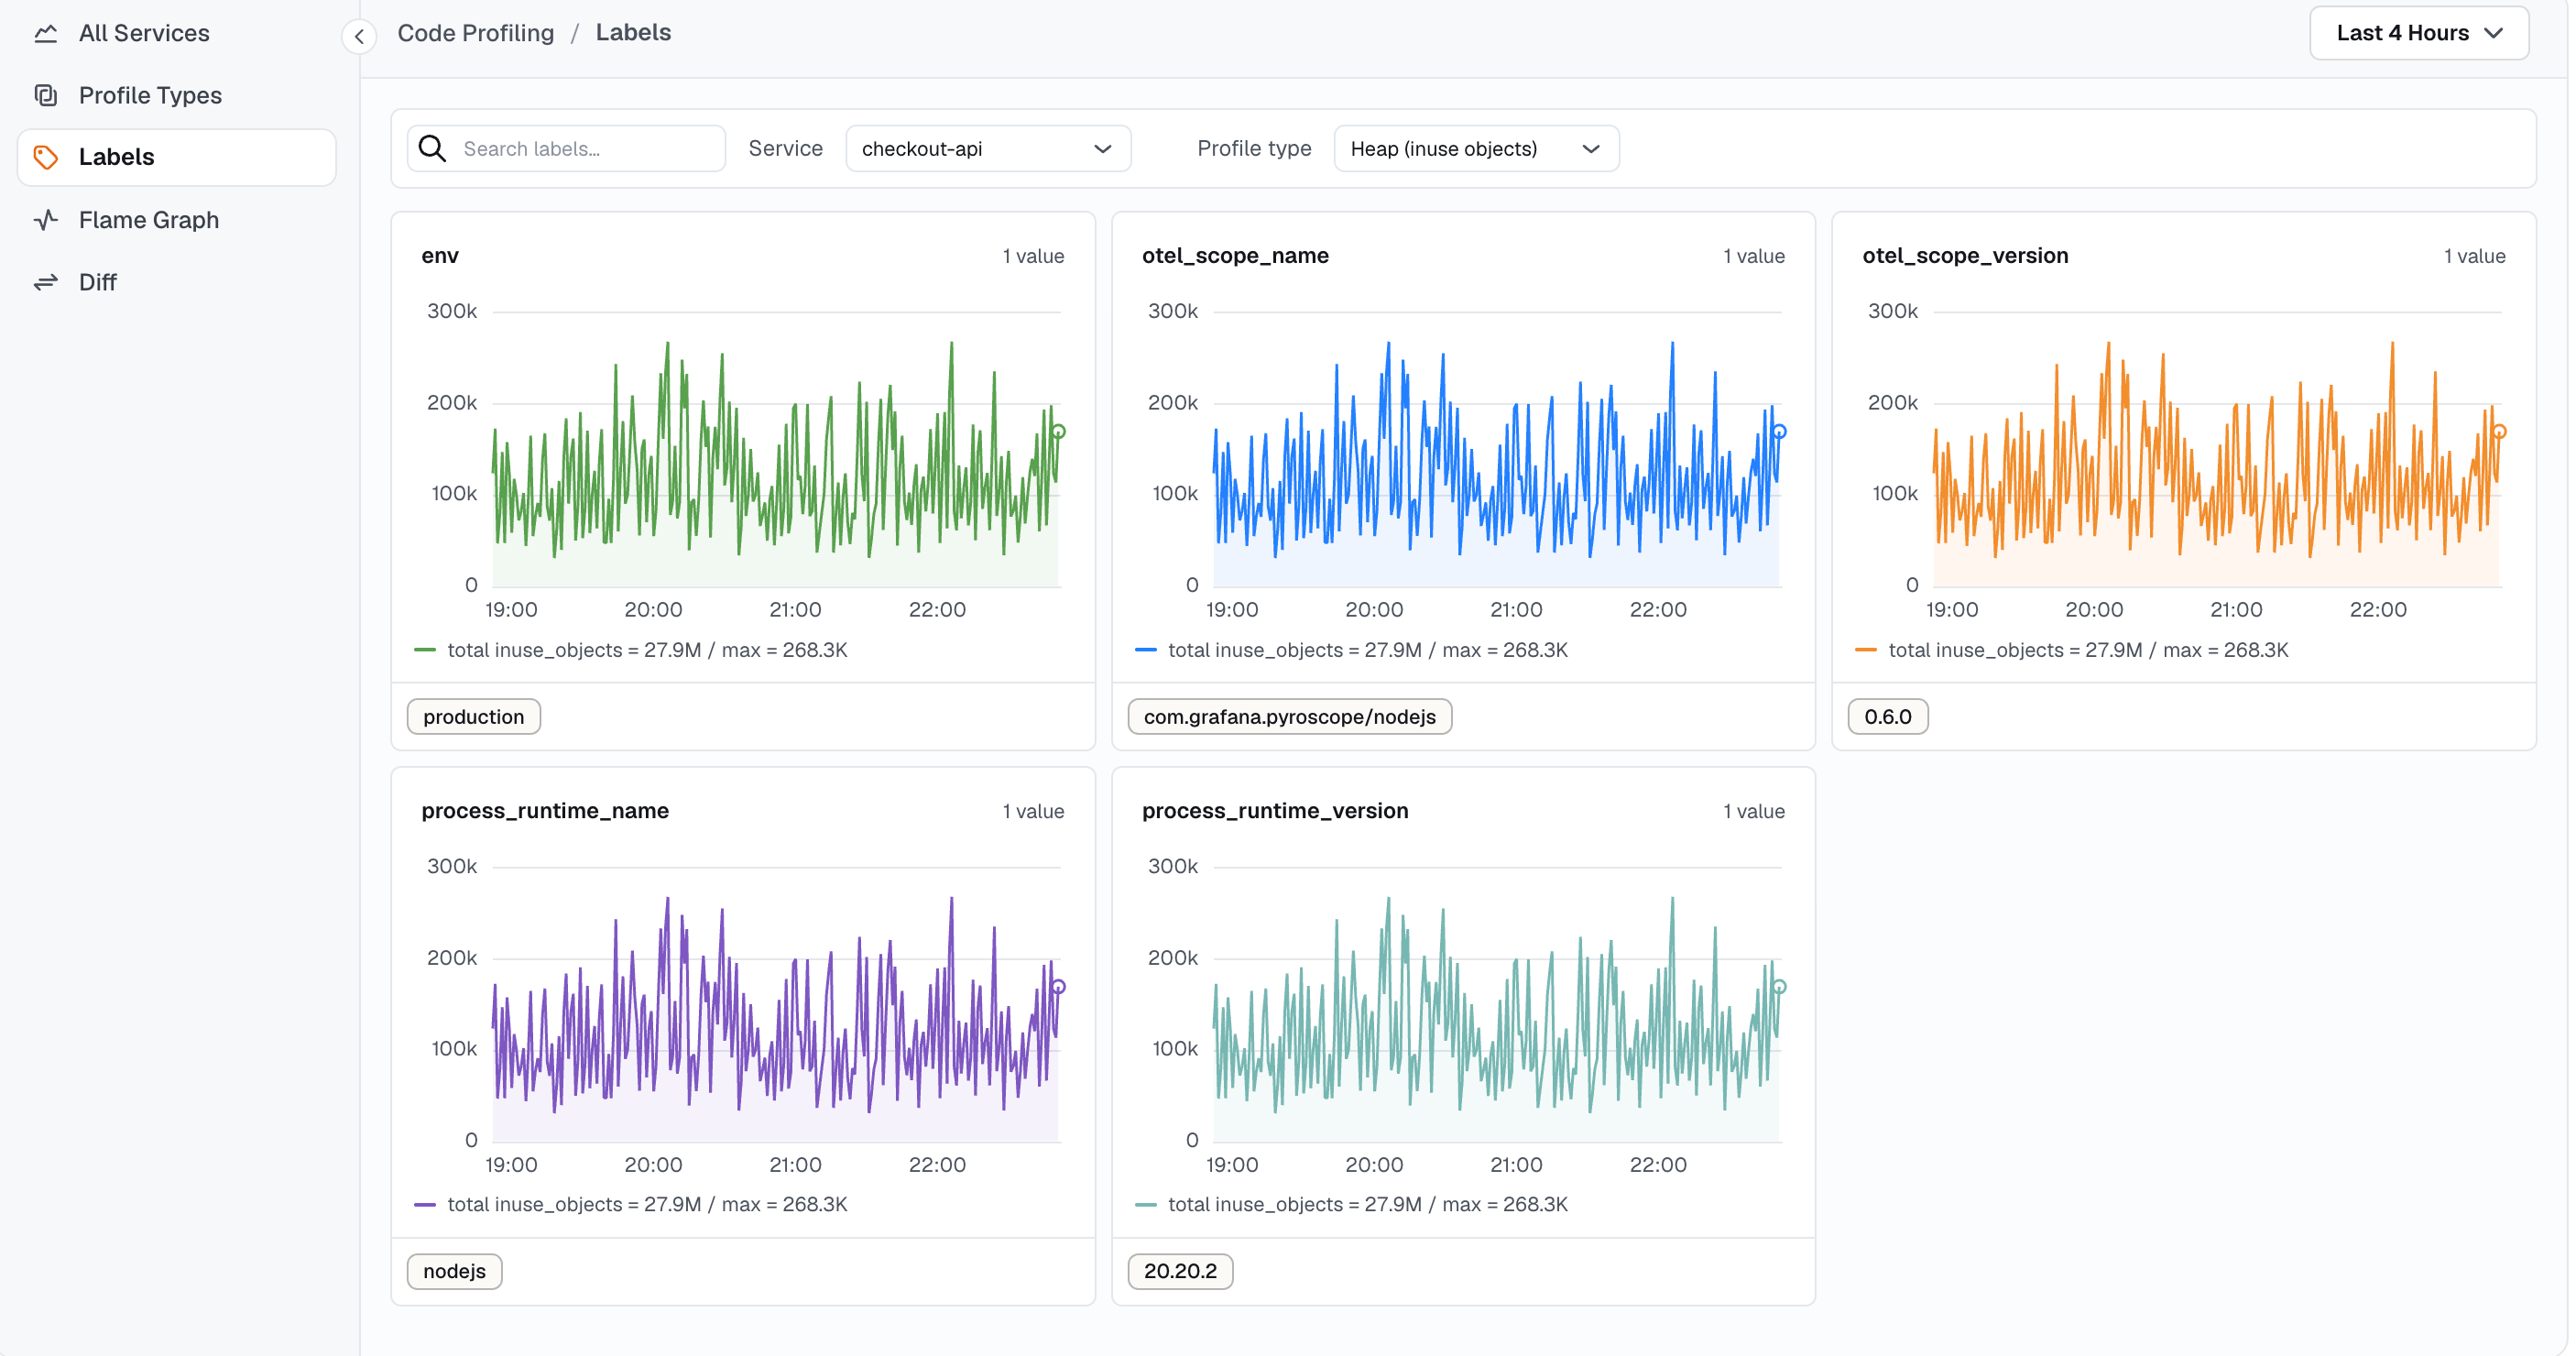 All Services
Profile Types
Labels
Flame Graph
Diff
Code Profiling / Labels
Last 4 Hours
Search labels...
Service
checkout-api
Profile type
Heap (inuse objects)
env
1 value
300k
200k
100k
0
19:00 20:00 21:00 22:00
total inuse_objects = 27.9M / max = 268.3K
production
otel_scope_name
1 value
300k
200k
100k
0
19:00 20:00 21:00 22:00
total inuse_objects = 27.9M / max = 268.3K
com.grafana.pyroscope/nodejs
otel_scope_version
1 value
300k
200k
100k
0
19:00 20:00 21:00 22:00
total inuse_objects = 27.9M / max = 268.3K
0.6.0
process_runtime_name
1 value
300k
200k
100k
0
19:00 20:00 21:00 22:00
total inuse_objects = 27.9M / max = 268.3K
nodejs
process_runtime_version
1 value
300k
200k
100k
0
19:00 20:00 21:00 22:00
total inuse_objects = 27.9M / max = 268.3K
20.20.2